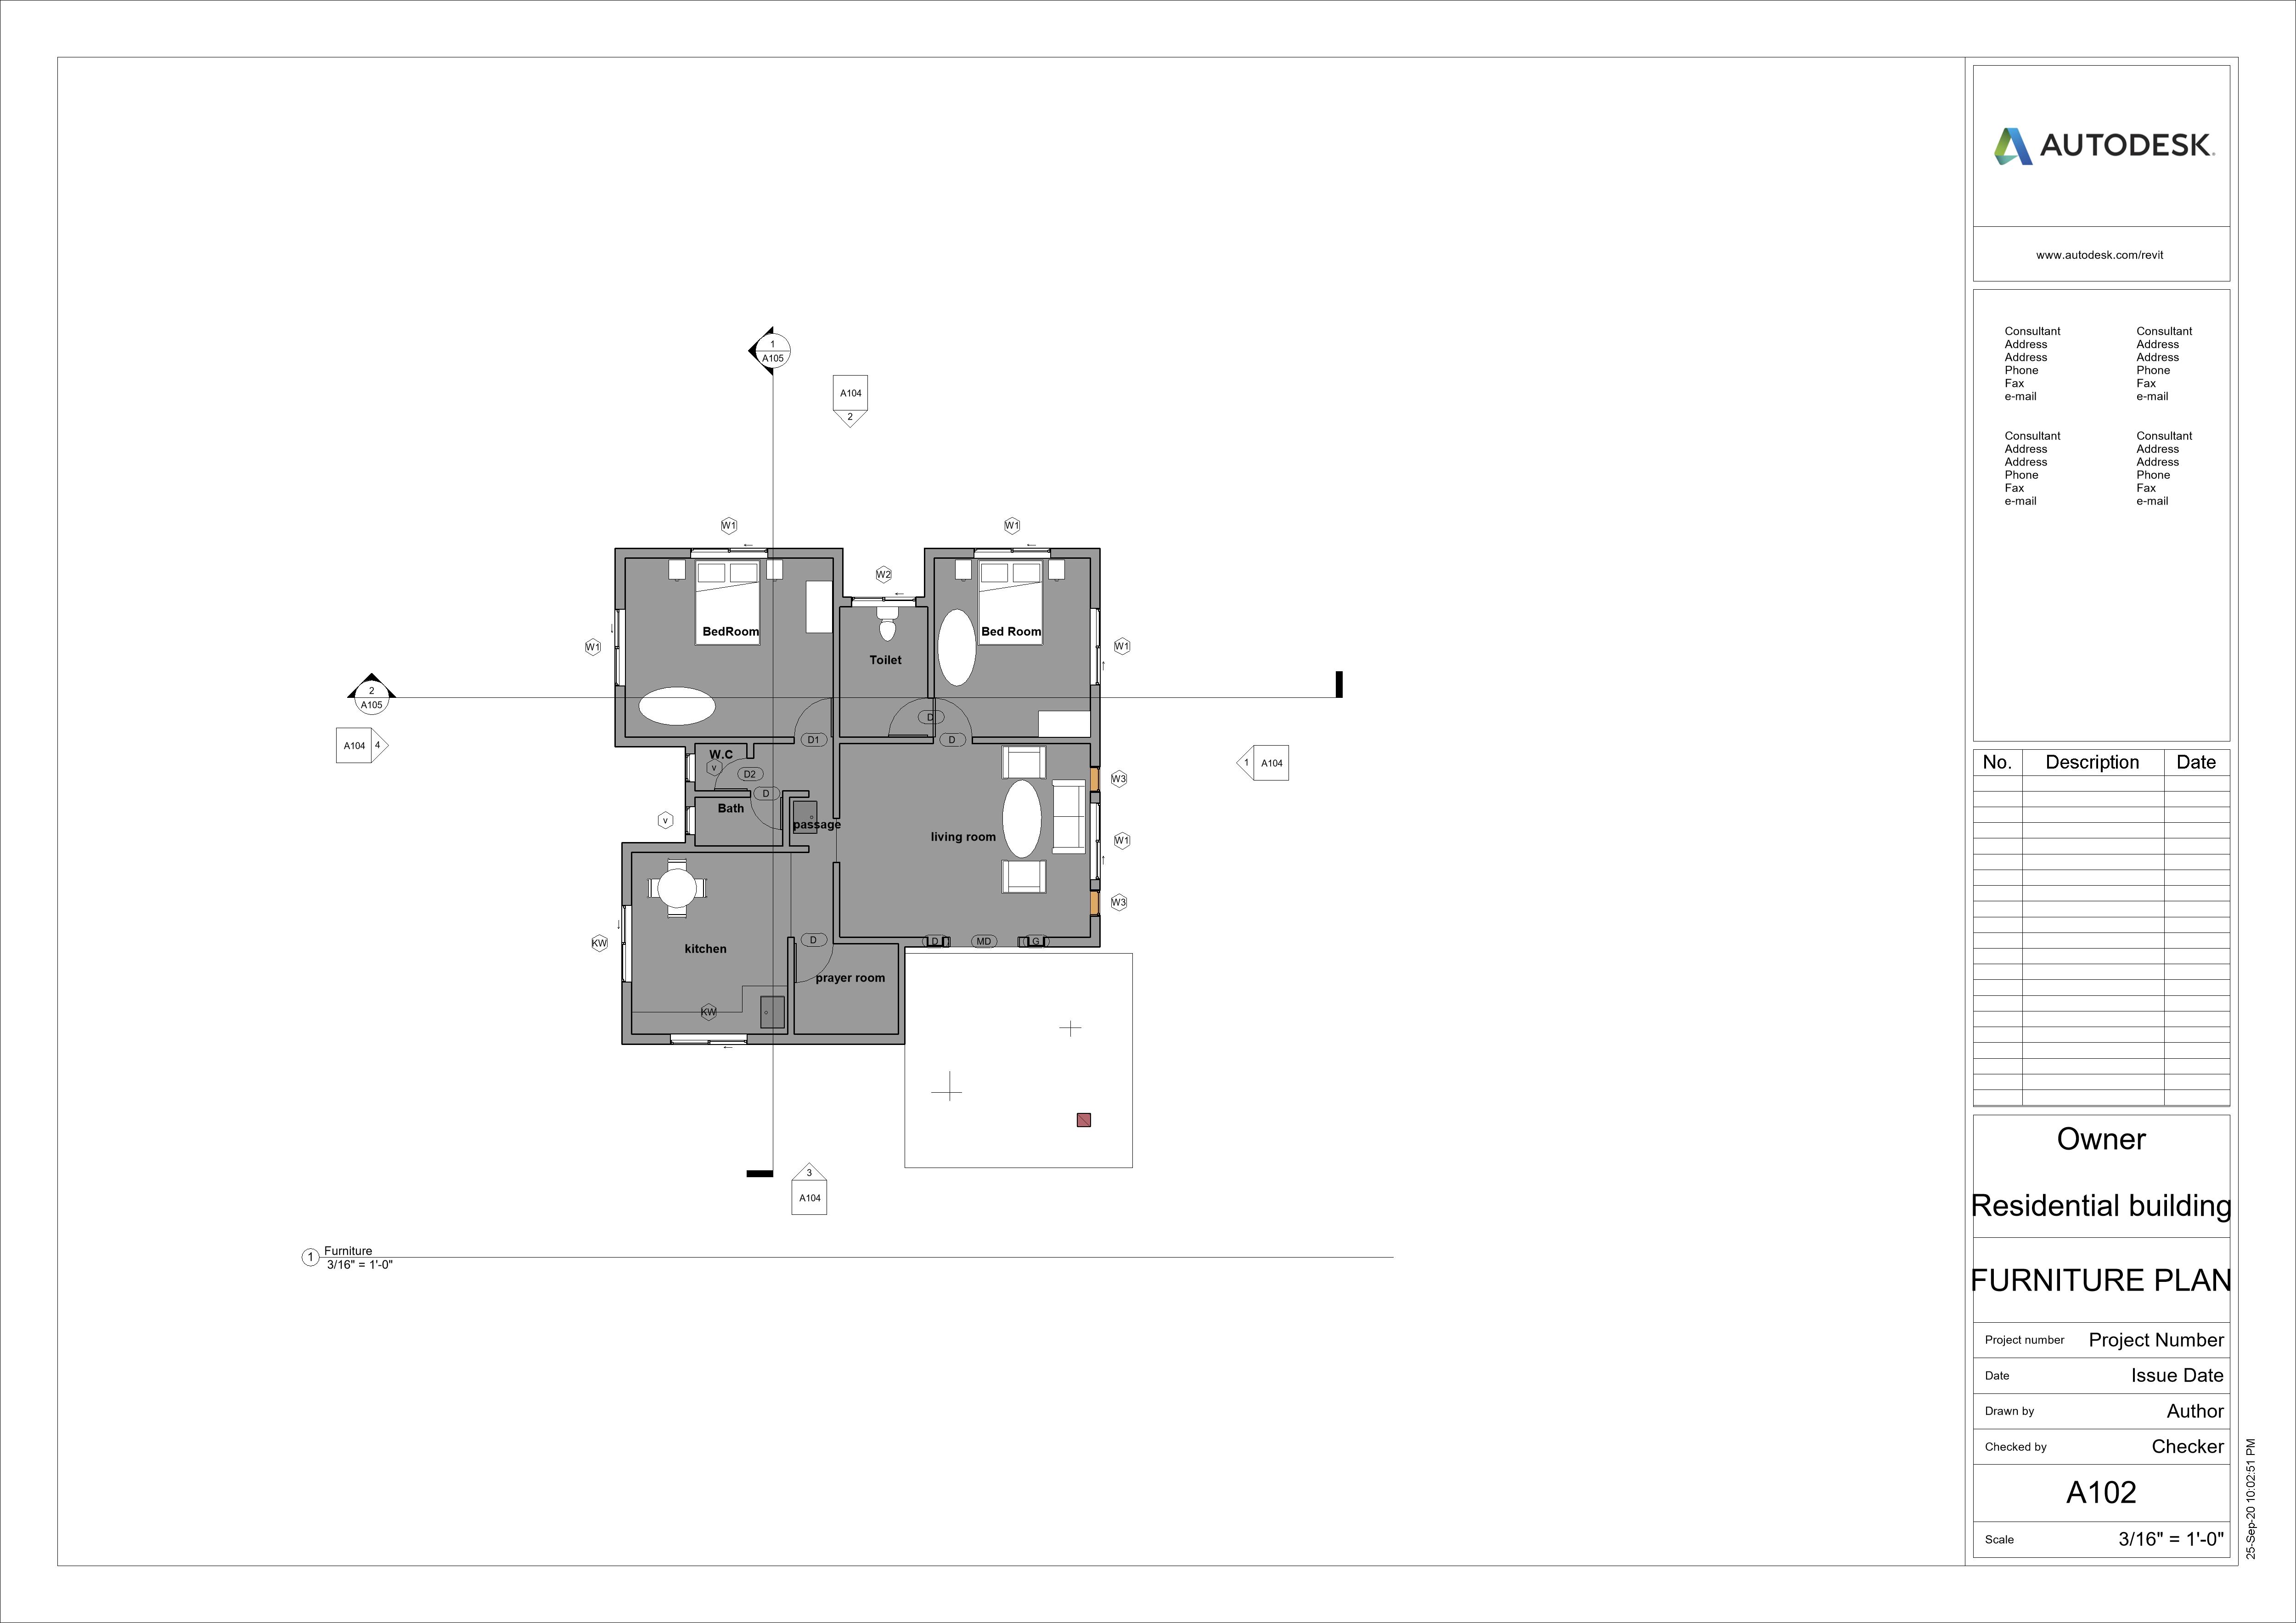 1
A105
A104
2
W1
W1
W2
BedRoom
Bed Room
W1
W1
Toilet
2
A105
D
A104
4
D1
D
1
A104
W.C
v
D2
W3
D
Bath
v
passage
living room
W1
W3
KW
kitchen
D
D
MD
G
prayer room
KW
3
A104
1
Furniture
3/16" = 1'-0"
AUTODESK.
www.autodesk.com/revit
Consultant
Address
Address
Phone
Fax
e-mail
Consultant
Address
Address
Phone
Fax
e-mail
Consultant
Address
Address
Phone
Fax
e-mail
Consultant
Address
Address
Phone
Fax
e-mail
No. Description Date
Owner
Residential building
FURNITURE PLAN
Project number Project Number
Date Issue Date
Drawn by Author
Checked by Checker
A102
Scale 3/16" = 1'-0"
25-Sep-20 10:02:51 PM